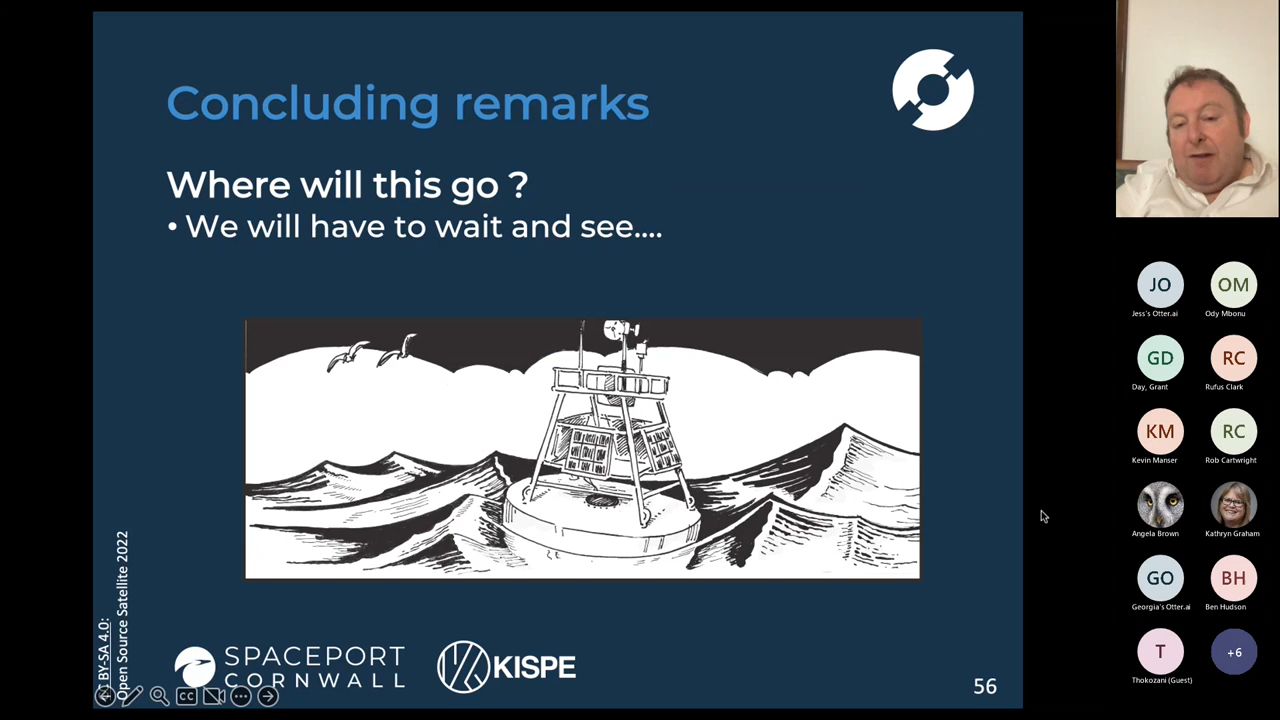 Concluding remarks
Where will this go ?
• We will have to wait and see....
CC BY-SA 4.0:
Open Source Satellite 2022
SPACEPORT
CORNWALL
KISPE
56
CC
JO
OM
Jess's Otter.ai
Ody Mbonu
GD
RC
Day, Grant
Rufus Clark
KM
RC
Kevin Manser
Rob Cartwright
Angela Brown
Kathryn Graham
GO
BH
Georgia's Otter.ai
Ben Hudson
T
+6
Thokozani (Guest)